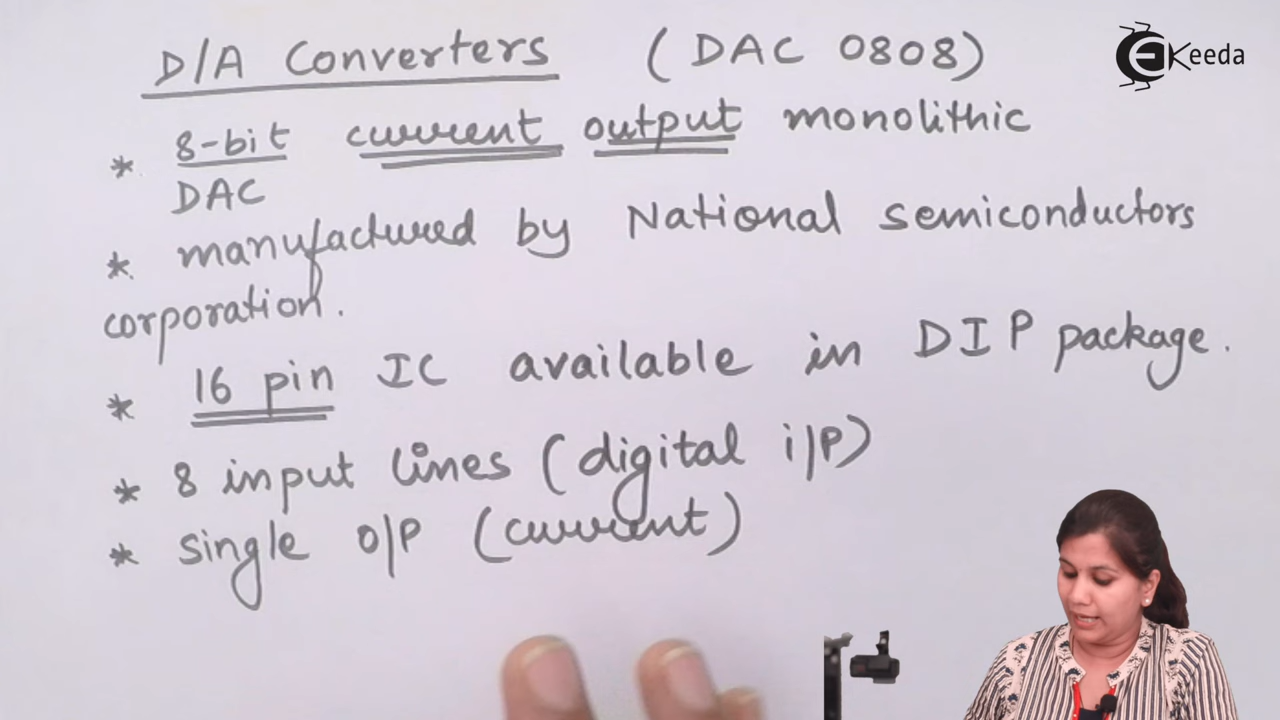 D/A Converters (DAC 0808)
Keeda
* 8-bit current output monolithic
DAC
* manufactured by National semiconductors
corporation.
* 16 pin IC available in DIP package.
* 8 input lines (digital i/P)
* single o/P (current)